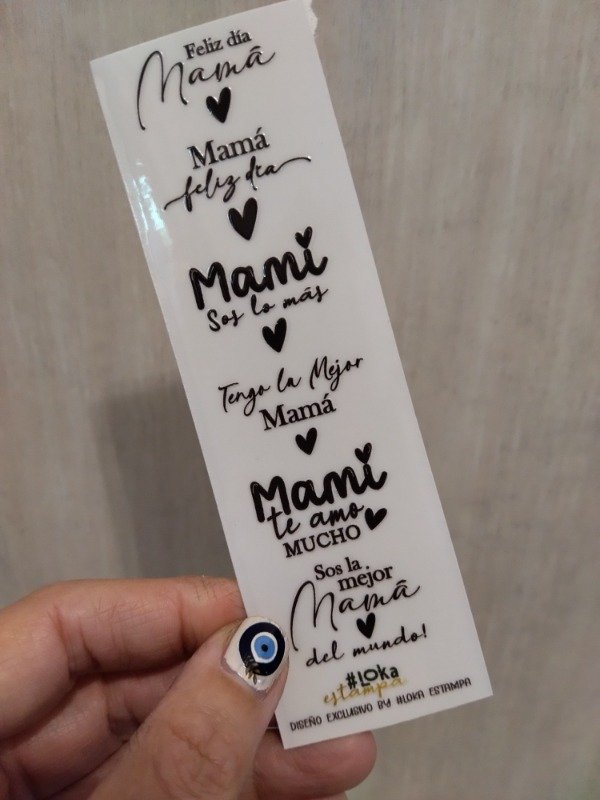 Feliz día
Mamá
Mamá
feliz día
Mami
Sos lo más
Tengo la Mejor
Mamá
Mami
te amo
MUCHO
Sos la
mejor
Mamá
del mundo!
#LOka
estampa
DISEÑO EXCLUSIVO BY #LOKA ESTAMPA